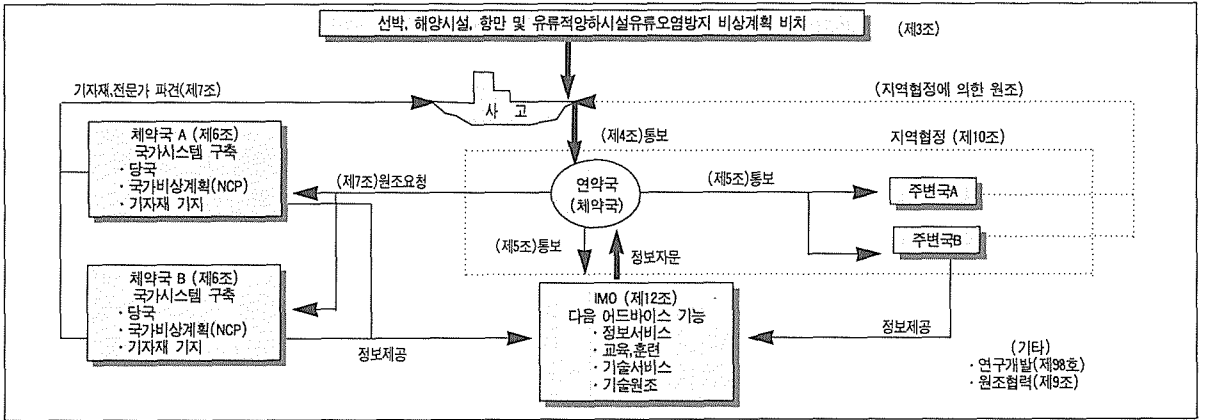 선박, 해양시설, 항만 및 유류적양하시설유류오염방지 비상계획 비치
(제3조)
기자재,전문가 파견(제7조)
사 고
(지역협정에 의한 원조)
체약국 A (제6조)
국가시스템 구축
· 당국
· 국가비상계획(NCP)
· 기자재 기지
(제4조)통보
지역협정 (제10조)
(제7조)원조요청
연약국
(체약국)
(제5조)통보
주변국A
주변국B
(제5조)통보
정보자문
체약국 B (제6조)
국가시스템 구축
· 당국
· 국가비상계획(NCP)
· 기자재 기지
정보제공
IMO (제12조)
다음 어드바이스 기능
· 정보서비스
· 교육,훈련
· 기술서비스
· 기술원조
정보제공
(기타)
· 연구개발(제98호)
· 원조협력(제9조)